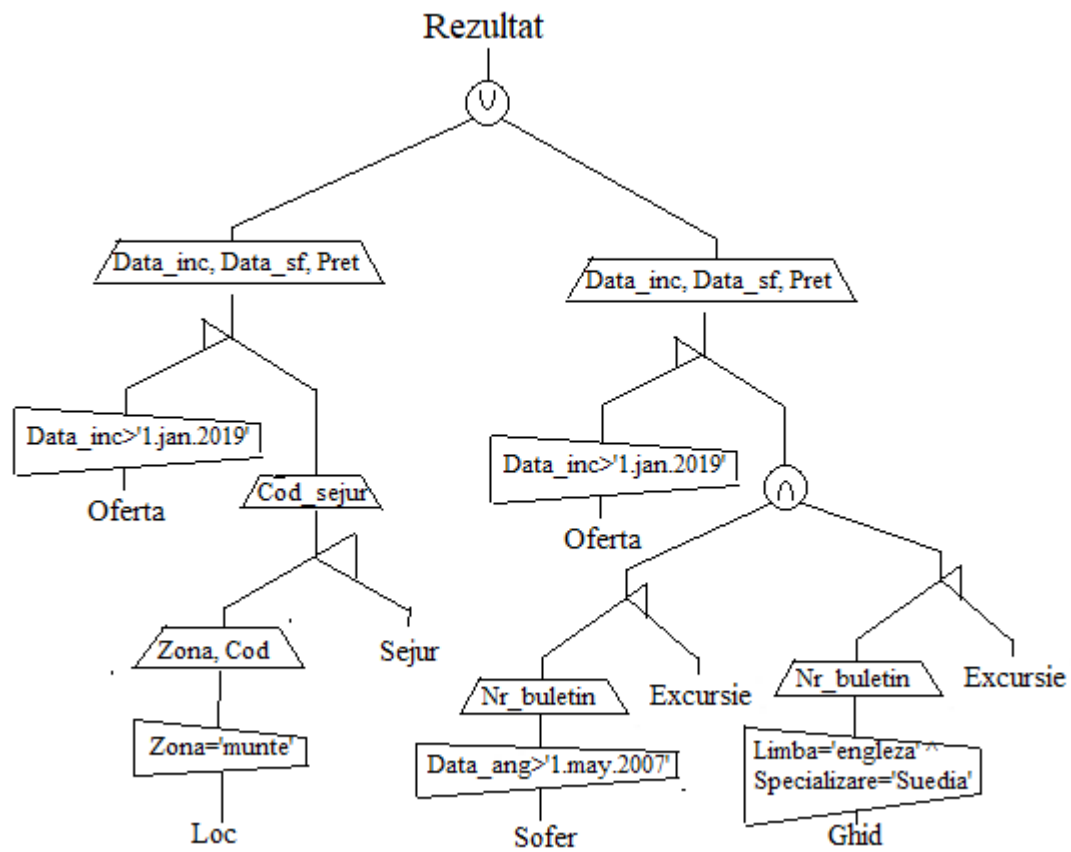 Rezultat
U
Data_inc, Data_sf, Pret
Data_inc, Data_sf, Pret
Data_inc>'1.jan.2019'
Data_inc>'1.jan.2019'
Oferta
Cod_sejur
Oferta
∩
Zona, Cod
Sejur
Nr_buletin
Excursie
Nr_buletin
Excursie
Zona='munte'
Data_ang>'1.may.2007'
Limba='engleza' ^
Specializare='Suedia'
Loc
Sofer
Ghid